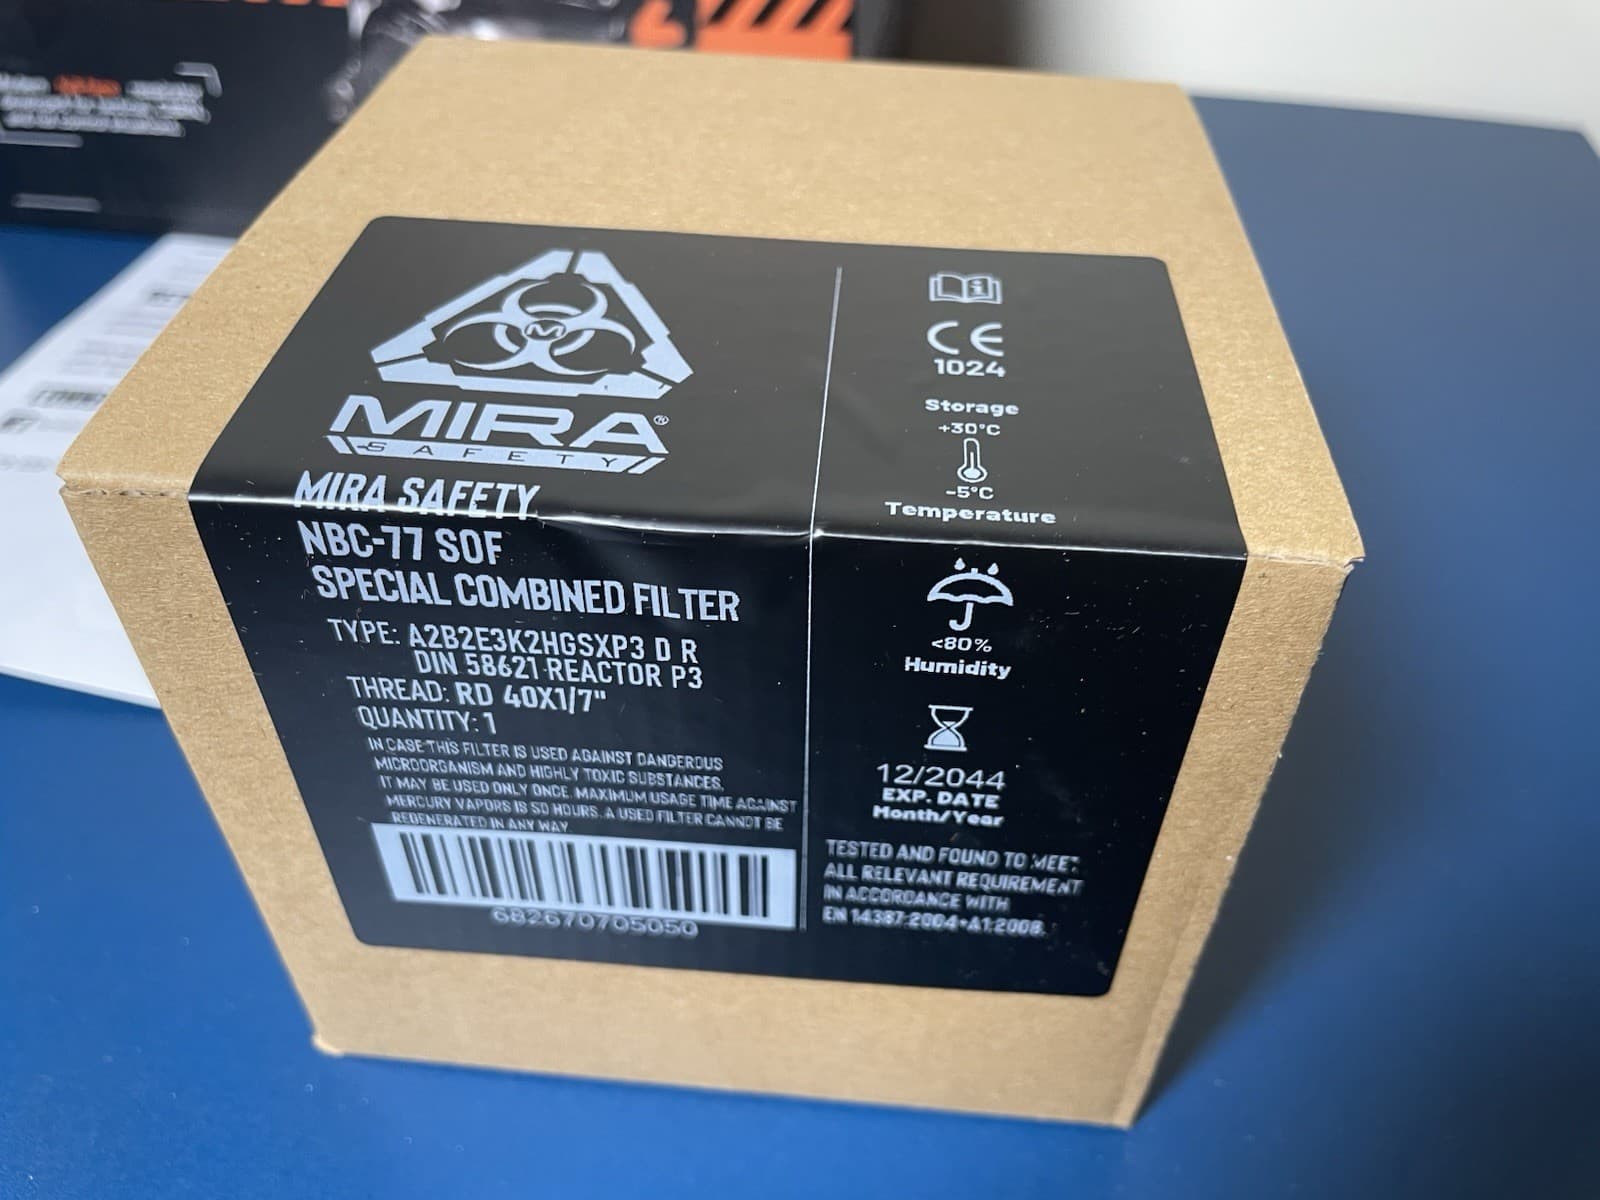 M
MIRA®
SAFETY
MIRA SAFETY
NBC-77 SOF
SPECIAL COMBINED FILTER
TYPE: A2B2E3K2HGSXP3 D R
DIN 58621 REACTOR P3
THREAD: RD 40X1/7"
QUANTITY: 1
IN CASE THIS FILTER IS USED AGAINST DANGEROUS
MICROORGANISM AND HIGHLY TOXIC SUBSTANCES,
IT MAY BE USED ONLY ONCE. MAXIMUM USAGE TIME AGAINST
MERCURY VAPORS IS 50 HOURS. A USED FILTER CANNOT BE
REGENERATED IN ANY WAY
682670705050
i
CE
1024
Storage
+30°C
-5°C
Temperature
<80%
Humidity
12/2044
EXP. DATE
Month/Year
TESTED AND FOUND TO MEET
ALL RELEVANT REQUIREMENT
IN ACCORDANCE WITH
EN 14387:2004+A1:2008.